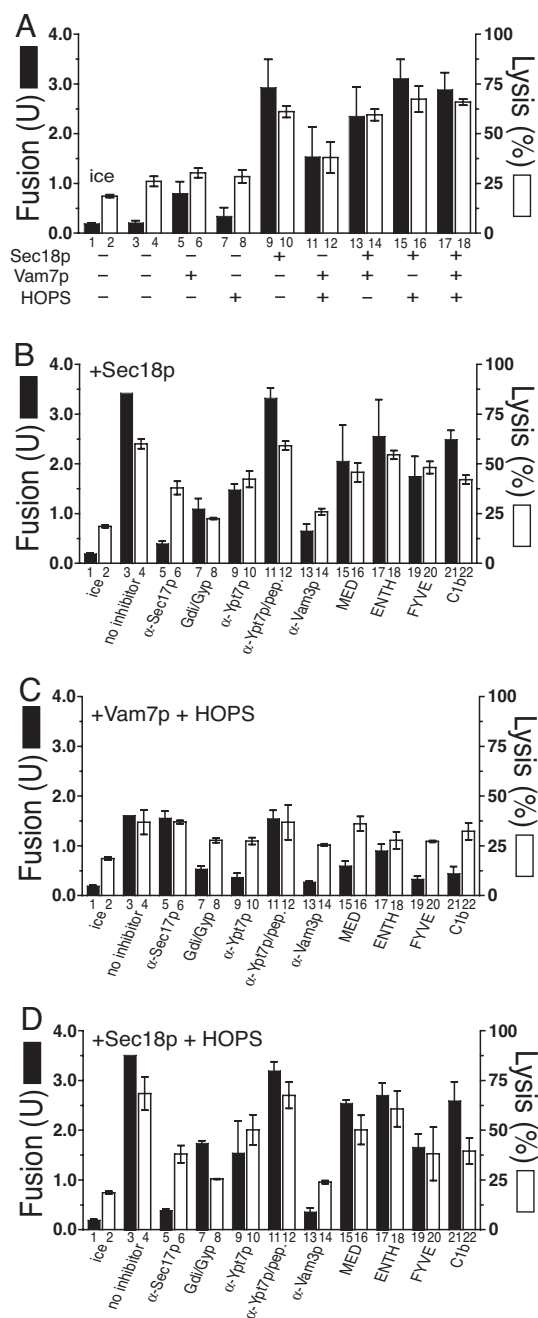 A
Fusion (U)
4.0
3.0
2.0
1.0
0.0
ice
Lysis (%)
100
75
50
25
0
1 2 3 4 5 6 7 8 9 10 11 12 13 14 15 16 17 18
Sec18p – – – – + – + + +
Vam7p – – + – – + + – +
HOPS – – – + – + – + +
B
+Sec18p
Fusion (U)
4.0
3.0
2.0
1.0
0.0
Lysis (%)
100
75
50
25
0
1 2 3 4 5 6 7 8 9 10 11 12 13 14 15 16 17 18 19 20 21 22
ice
no inhibitor
α-Sec17p
Gdi/Gyp
α-Ypt7p
α-Ypt7p/pep.
α-Vam3p
MED
ENTH
FYVE
C1b
C
+Vam7p + HOPS
Fusion (U)
4.0
3.0
2.0
1.0
0.0
Lysis (%)
100
75
50
25
0
1 2 3 4 5 6 7 8 9 10 11 12 13 14 15 16 17 18 19 20 21 22
ice
no inhibitor
α-Sec17p
Gdi/Gyp
α-Ypt7p
α-Ypt7p/pep.
α-Vam3p
MED
ENTH
FYVE
C1b
D
+Sec18p + HOPS
Fusion (U)
4.0
3.0
2.0
1.0
0.0
Lysis (%)
100
75
50
25
0
1 2 3 4 5 6 7 8 9 10 11 12 13 14 15 16 17 18 19 20 21 22
ice
no inhibitor
α-Sec17p
Gdi/Gyp
α-Ypt7p
α-Ypt7p/pep.
α-Vam3p
MED
ENTH
FYVE
C1b